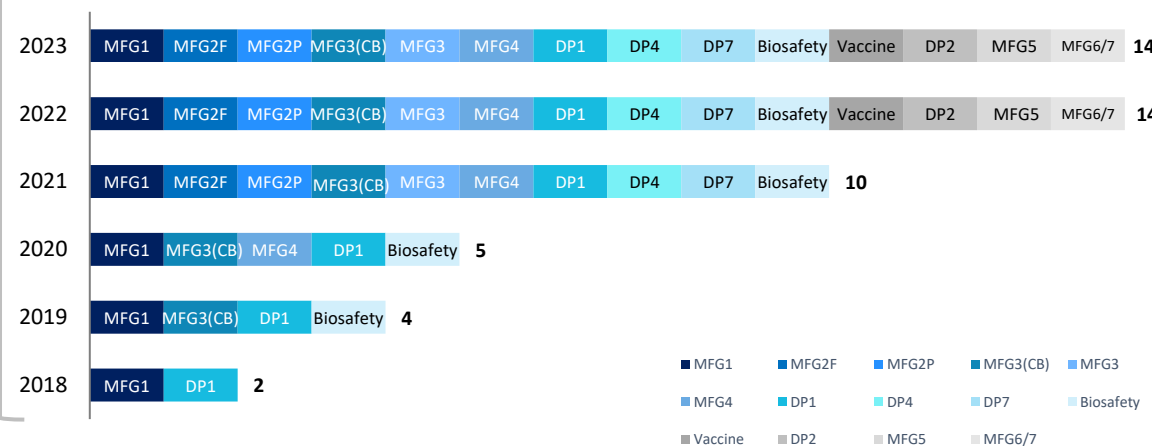 2023 MFG1 MFG2F MFG2P MFG3(CB) MFG3 MFG4 DP1 DP4 DP7 Biosafety Vaccine DP2 MFG5 MFG6/7 14
2022 MFG1 MFG2F MFG2P MFG3(CB) MFG3 MFG4 DP1 DP4 DP7 Biosafety Vaccine DP2 MFG5 MFG6/7 14
2021 MFG1 MFG2F MFG2P MFG3(CB) MFG3 MFG4 DP1 DP4 DP7 Biosafety 10
2020 MFG1 MFG3(CB) MFG4 DP1 Biosafety 5
2019 MFG1 MFG3(CB) DP1 Biosafety 4
2018 MFG1 DP1 2
MFG1 MFG2F MFG2P MFG3(CB) MFG3
MFG4 DP1 DP4 DP7 Biosafety
Vaccine DP2 MFG5 MFG6/7